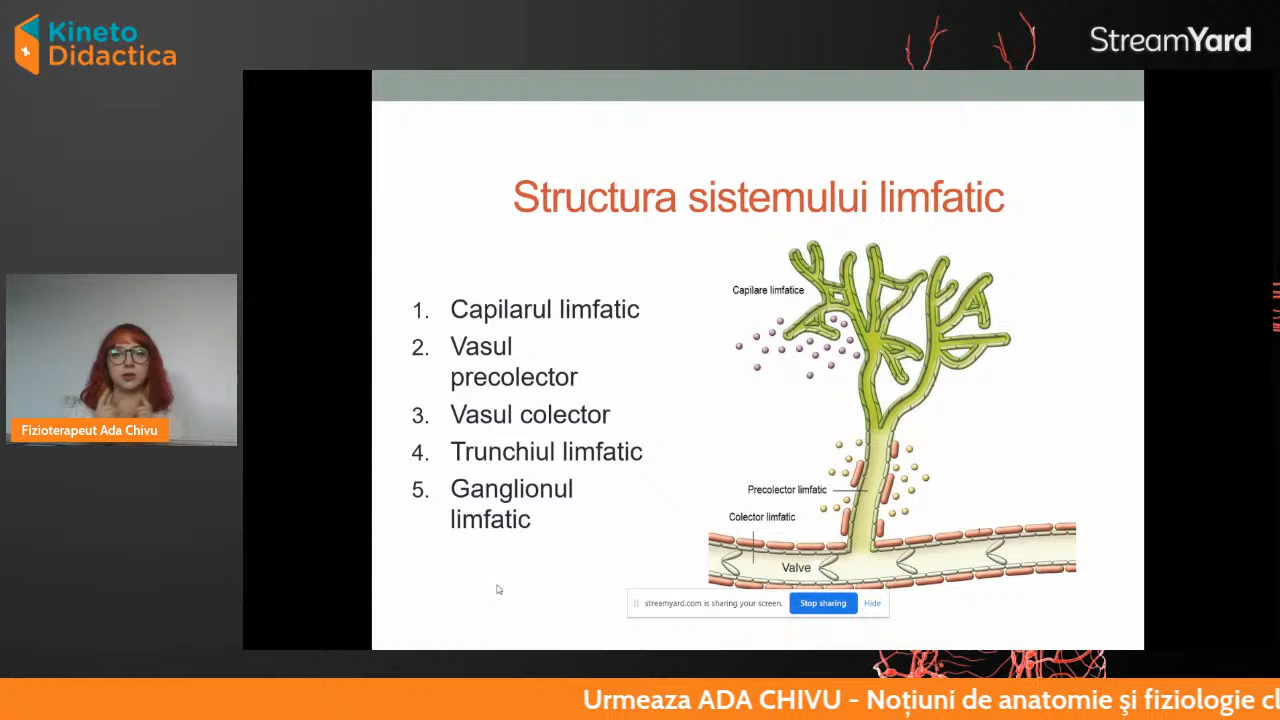 Kineto
Didactica
StreamYard
Structura sistemului limfatic
1. Capilarul limfatic
2. Vasul
precolector
3. Vasul colector
4. Trunchiul limfatic
5. Ganglionul
limfatic
Capilare limfatice
Precolector limfatic
Colector limfatic
Valve
streamyard.com is sharing your screen.
Stop sharing
Hide
Fizioterapeut Ada Chivu
Urmeaza ADA CHIVU - Noțiuni de anatomie şi fiziologie